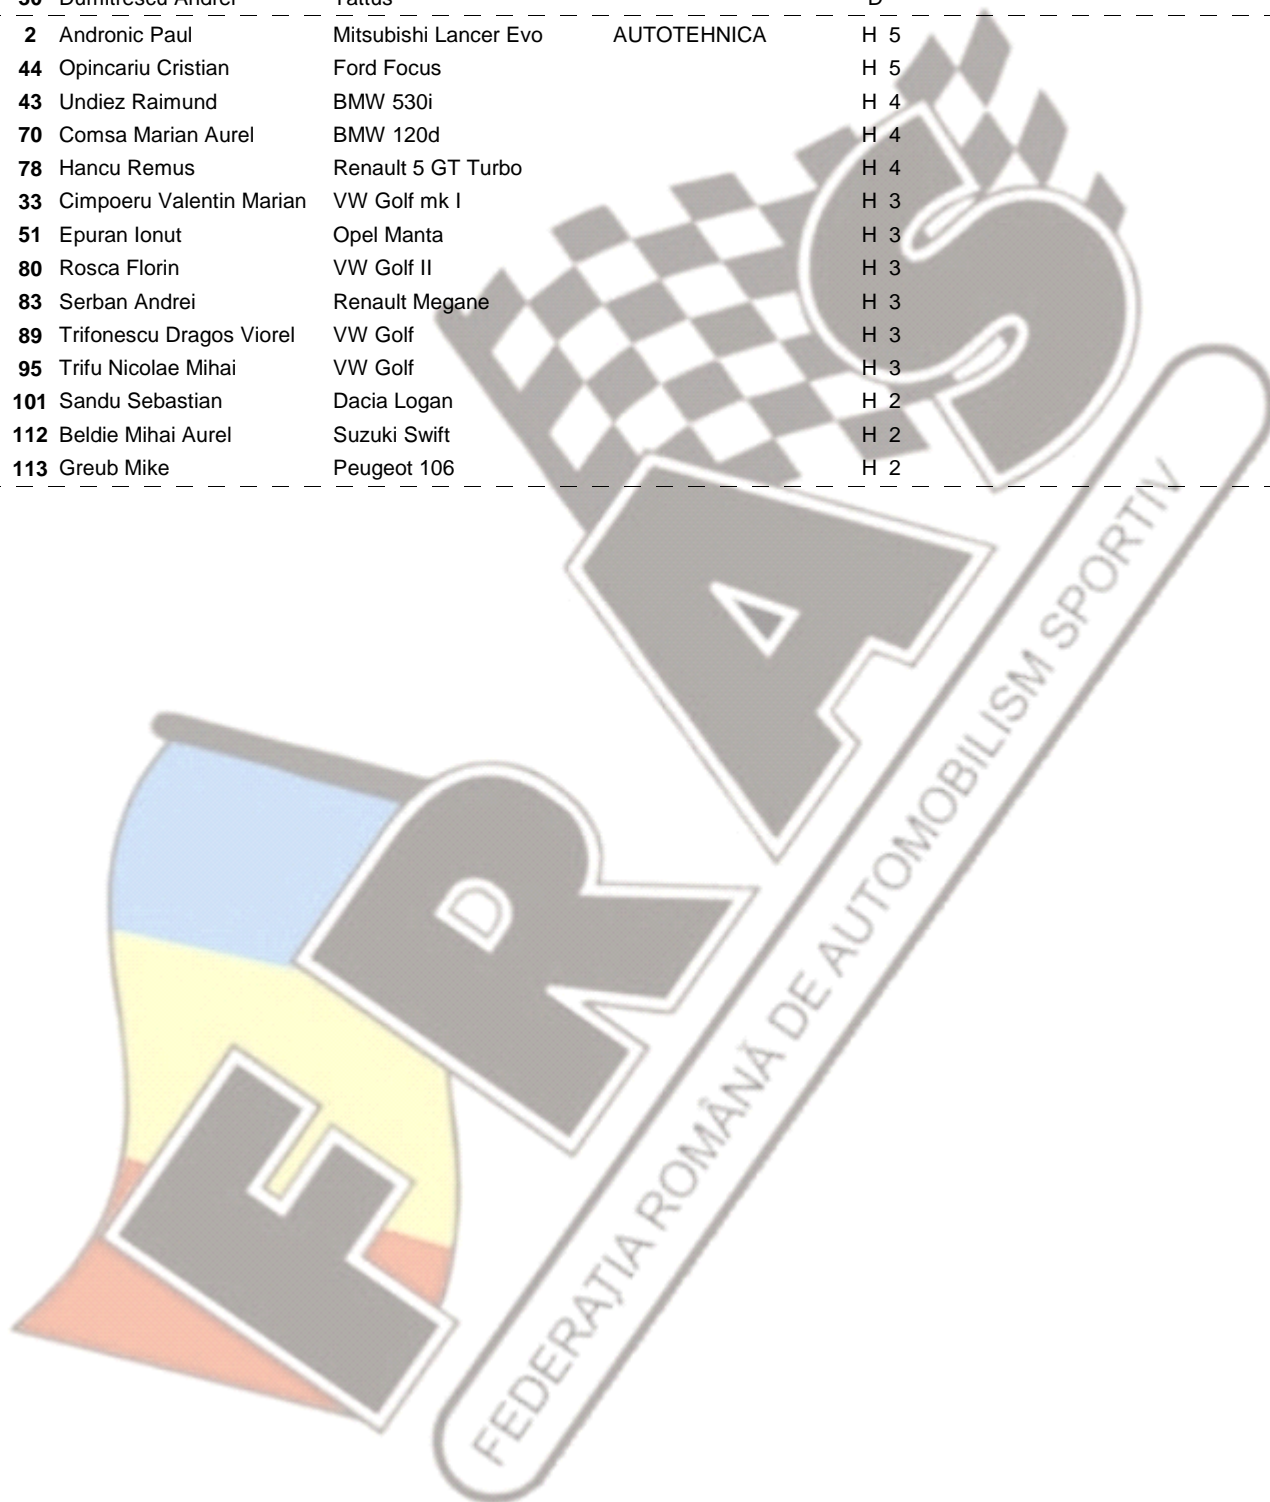 Dumitrescu Andrei D
2 Andronic Paul Mitsubishi Lancer Evo AUTOTEHNICA H 5
44 Opincariu Cristian Ford Focus H 5
43 Undiez Raimund BMW 530i H 4
70 Comsa Marian Aurel BMW 120d H 4
78 Hancu Remus Renault 5 GT Turbo H 4
33 Cimpoeru Valentin Marian VW Golf mk I H 3
51 Epuran Ionut Opel Manta H 3
80 Rosca Florin VW Golf II H 3
83 Serban Andrei Renault Megane H 3
89 Trifonescu Dragos Viorel VW Golf H 3
95 Trifu Nicolae Mihai VW Golf H 3
101 Sandu Sebastian Dacia Logan H 2
112 Beldie Mihai Aurel Suzuki Swift H 2
113 Greub Mike Peugeot 106 H 2
FRAS
FEDERAȚIA ROMÂNĂ DE AUTOMOBILISM SPORTIV